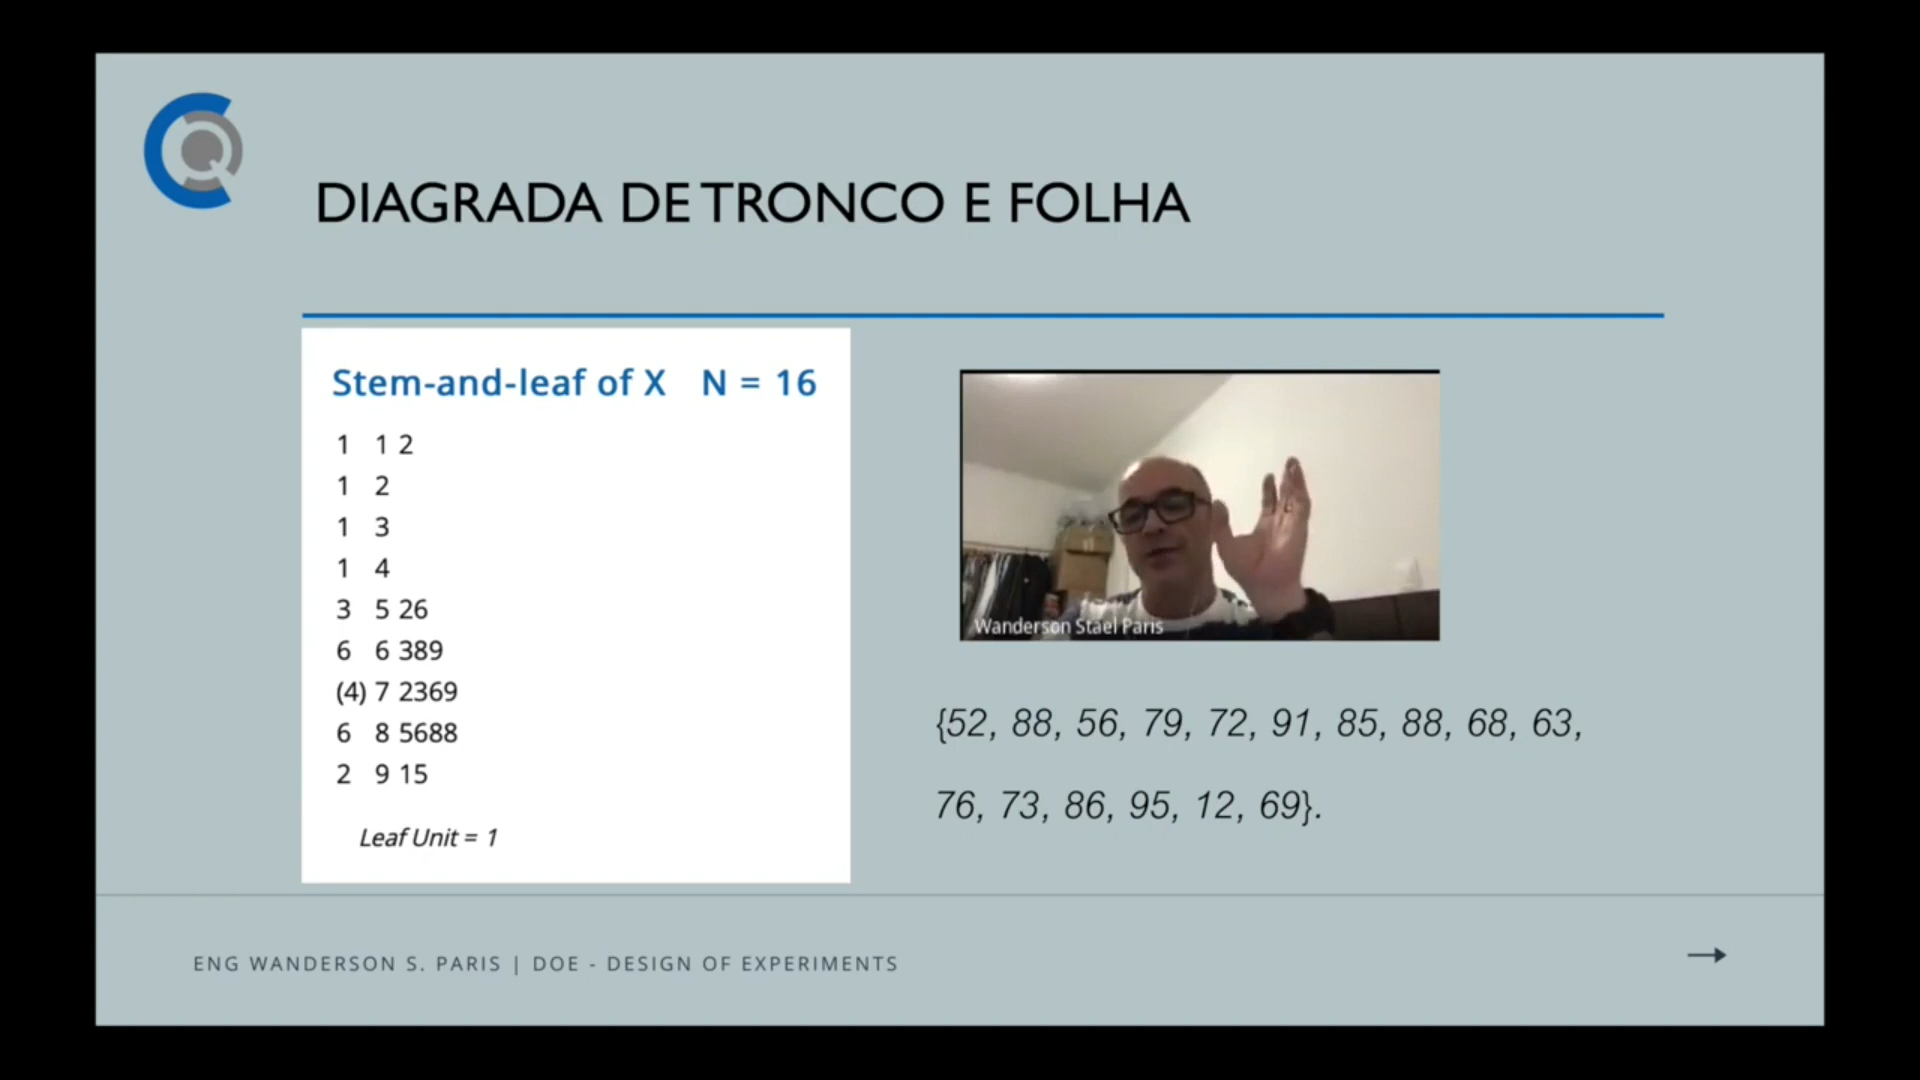 DIAGRADA DE TRONCO E FOLHA
Stem-and-leaf of X N = 16
1 1 2
1 2
1 3
1 4
3 5 26
6 6 389
(4) 7 2369
6 8 5688
2 9 15
Leaf Unit = 1
Wanderson Stael Paris
{52, 88, 56, 79, 72, 91, 85, 88, 68, 63,
76, 73, 86, 95, 12, 69}.
ENG WANDERSON S. PARIS | DOE - DESIGN OF EXPERIMENTS